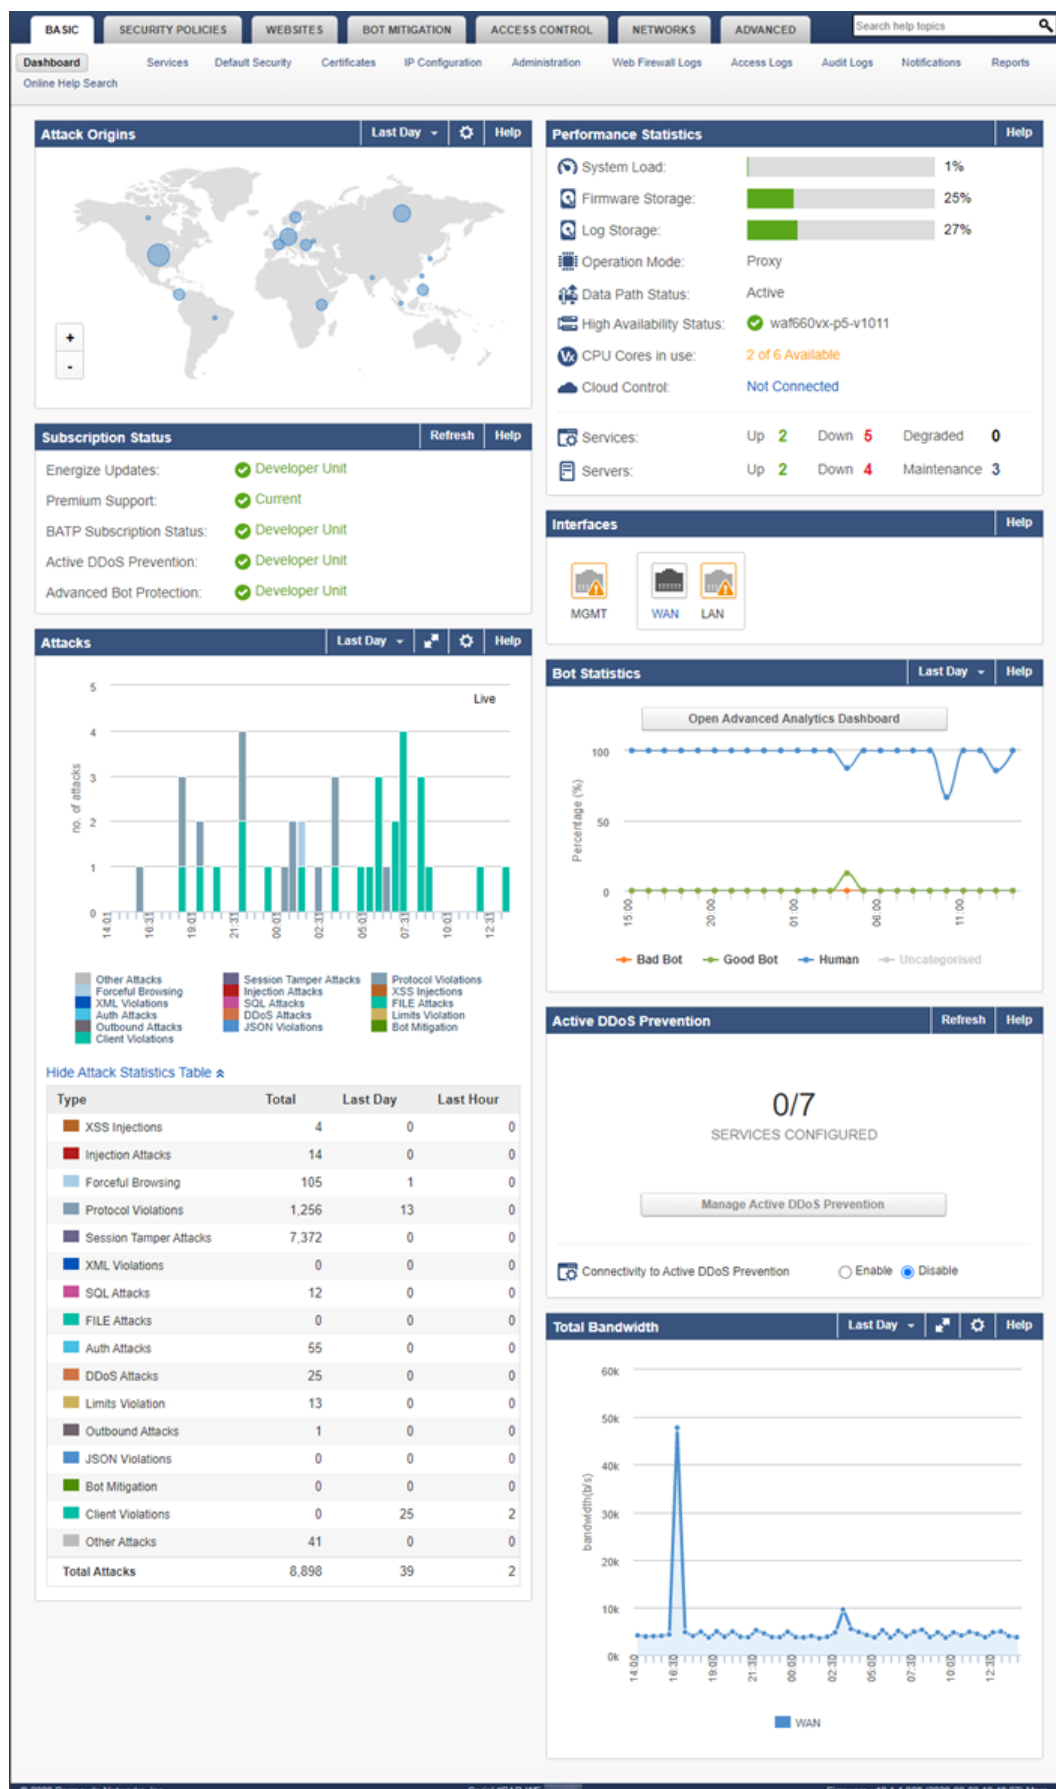 BASIC SECURITY POLICIES WEBSITES BOT MITIGATION ACCESS CONTROL NETWORKS ADVANCED Search help topics
Dashboard Services Default Security Certificates IP Configuration Administration Web Firewall Logs Access Logs Audit Logs Notifications Reports
Online Help Search
Attack Origins Last Day Help
+
-
Subscription Status Refresh Help
Energize Updates: Developer Unit
Premium Support: Current
BATP Subscription Status: Developer Unit
Active DDoS Prevention: Developer Unit
Advanced Bot Protection: Developer Unit
Attacks Last Day Help
Live
no. of attacks
5
4
3
2
1
0
14:01 16:31 19:01 21:31 00:01 02:31 05:01 07:31 10:01 12:31
Other Attacks Session Tamper Attacks Protocol Violations
Forceful Browsing Injection Attacks XSS Injections
XML Violations SQL Attacks FILE Attacks
Auth Attacks DDoS Attacks Limits Violation
Outbound Attacks JSON Violations Bot Mitigation
Client Violations
Hide Attack Statistics Table
Type Total Last Day Last Hour
XSS Injections 4 0 0
Injection Attacks 14 0 0
Forceful Browsing 105 1 0
Protocol Violations 1,256 13 0
Session Tamper Attacks 7,372 0 0
XML Violations 0 0 0
SQL Attacks 12 0 0
FILE Attacks 0 0 0
Auth Attacks 55 0 0
DDoS Attacks 25 0 0
Limits Violation 13 0 0
Outbound Attacks 1 0 0
JSON Violations 0 0 0
Bot Mitigation 0 0 0
Client Violations 0 25 2
Other Attacks 41 0 0
Total Attacks 8,898 39 2
Performance Statistics Help
System Load: 1%
Firmware Storage: 25%
Log Storage: 27%
Operation Mode: Proxy
Data Path Status: Active
High Availability Status: waf660vx-p5-v1011
Vx CPU Cores in use: 2 of 6 Available
Cloud Control: Not Connected
Services: Up 2 Down 5 Degraded 0
Servers: Up 2 Down 4 Maintenance 3
Interfaces Help
MGMT WAN LAN
Bot Statistics Last Day Help
Open Advanced Analytics Dashboard
Percentage (%)
100
50
0
15:00 20:00 01:00 06:00 11:00
Bad Bot Good Bot Human Uncategorised
Active DDoS Prevention Refresh Help
0/7
SERVICES CONFIGURED
Manage Active DDoS Prevention
Connectivity to Active DDoS Prevention Enable Disable
Total Bandwidth Last Day Help
bandwidth(b/s)
60k
50k
40k
30k
20k
10k
0k
14:00 16:30 19:00 21:30 00:00 02:30 05:00 07:30 10:00 12:30
WAN